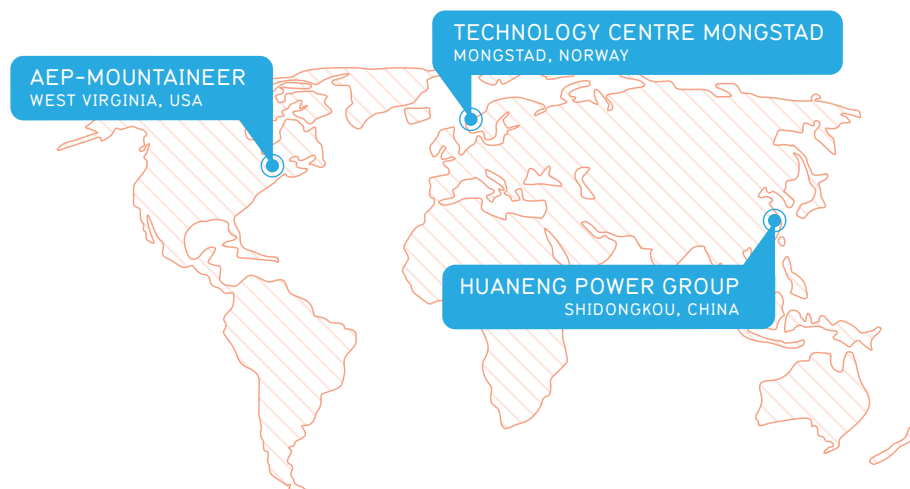 TECHNOLOGY CENTRE MONGSTAD
MONGSTAD, NORWAY
AEP-MOUNTAINEER
WEST VIRGINIA, USA
HUANENG POWER GROUP
SHIDONGKOU, CHINA